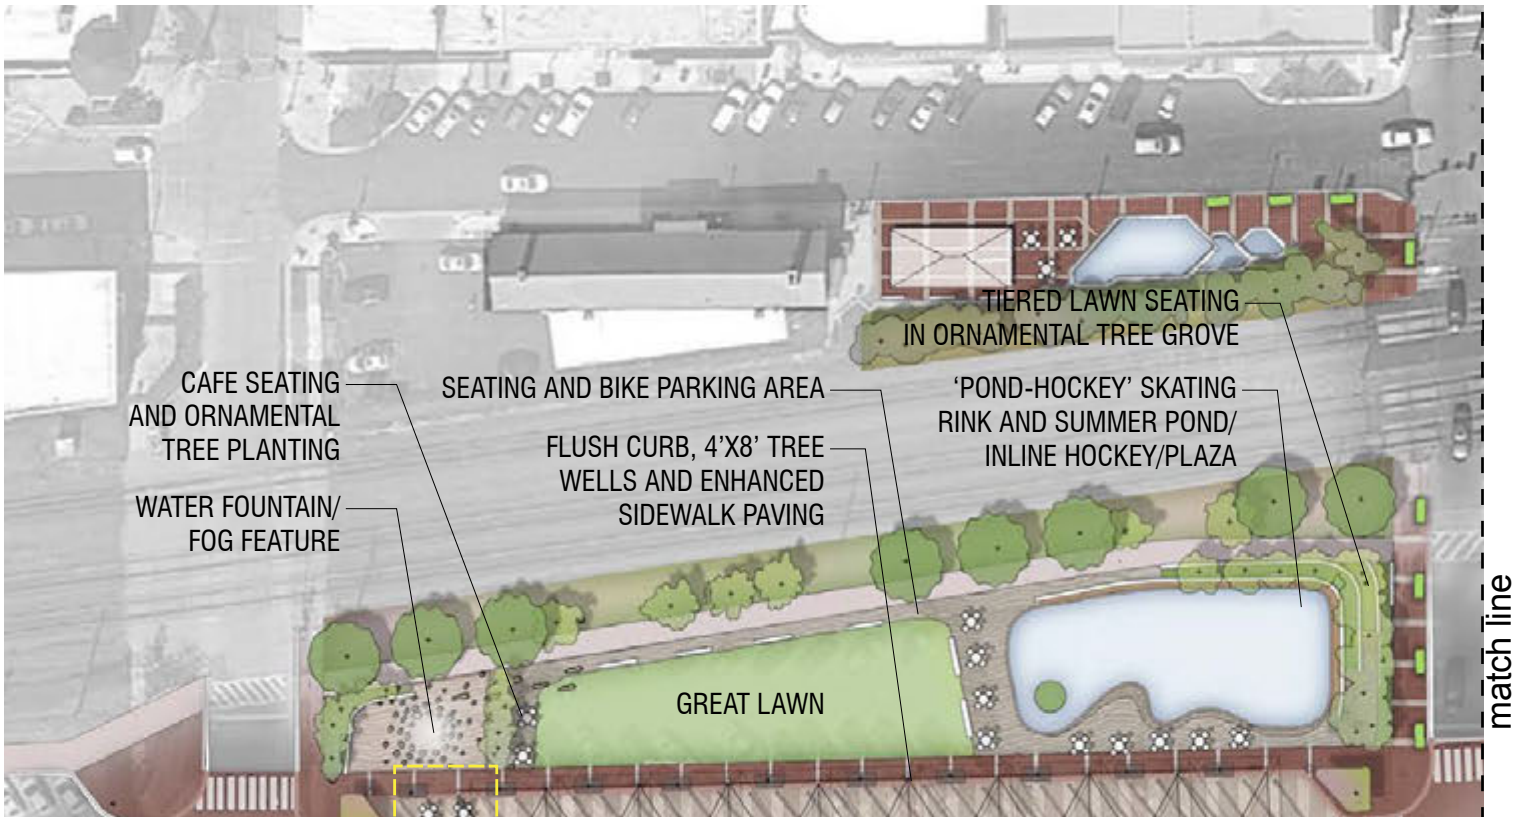 TIERED LAWN SEATING
IN ORNAMENTAL TREE GROVE
CAFE SEATING
AND ORNAMENTAL
TREE PLANTING
SEATING AND BIKE PARKING AREA
‘POND-HOCKEY’ SKATING
RINK AND SUMMER POND/
INLINE HOCKEY/PLAZA
FLUSH CURB, 4’X8’ TREE
WELLS AND ENHANCED
SIDEWALK PAVING
WATER FOUNTAIN/
FOG FEATURE
GREAT LAWN
match line